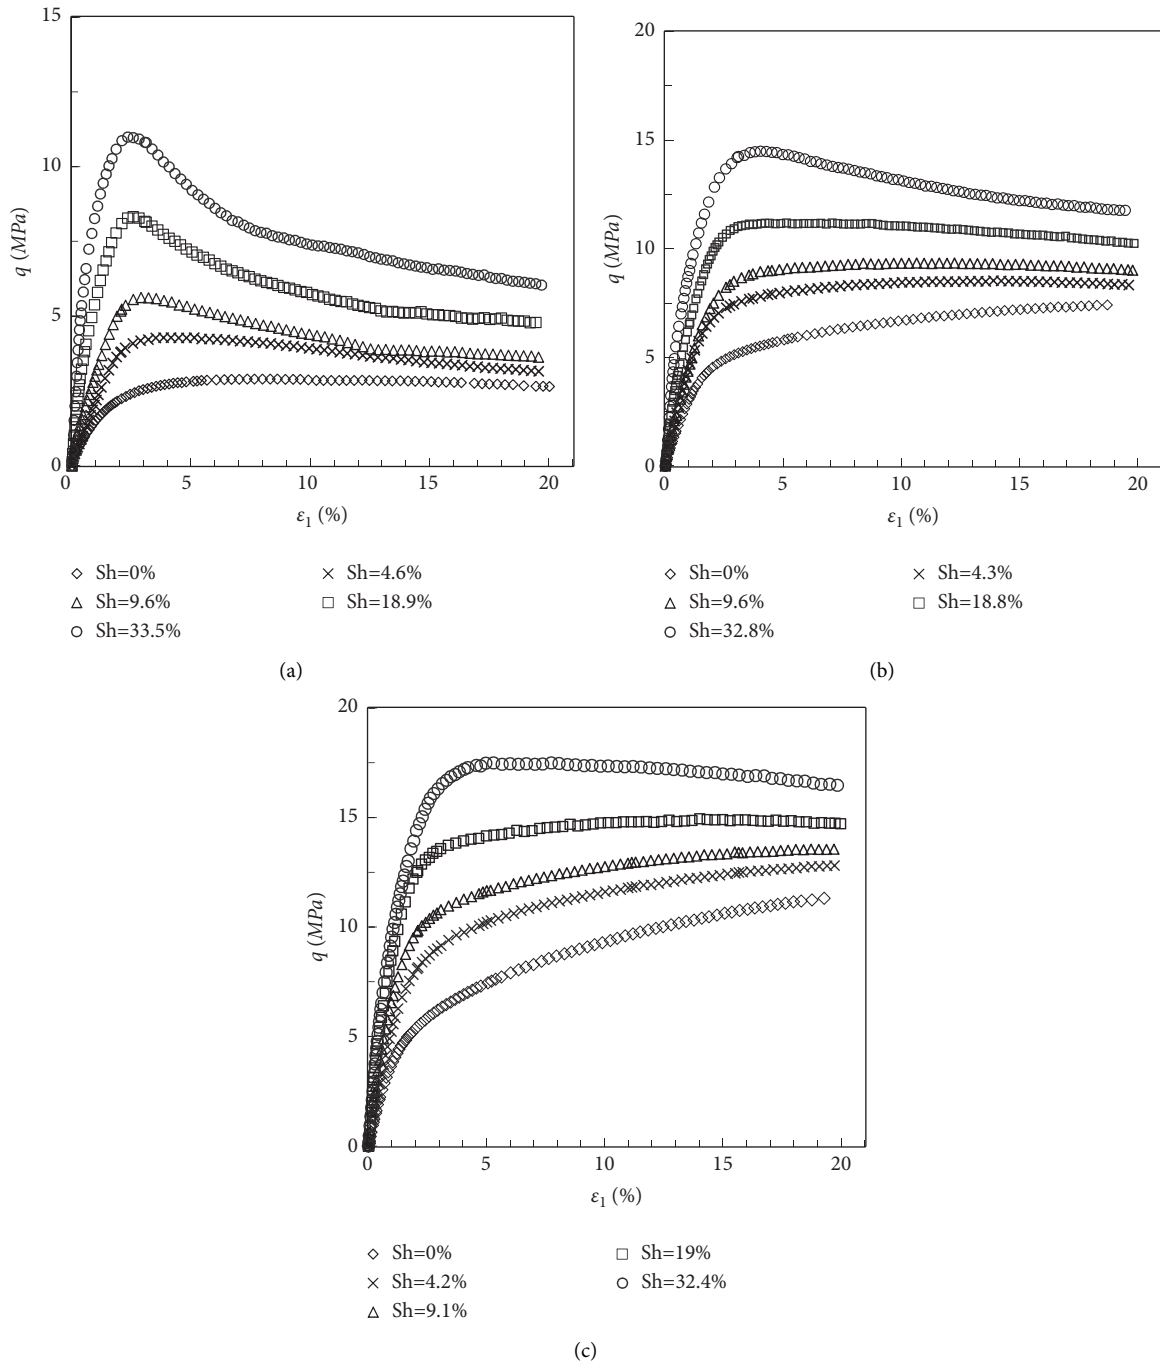 15
10
5
0
q (MPa)
0 5 10 15 20
ε1 (%)
Sh=0%
Sh=9.6%
Sh=33.5%
Sh=4.6%
Sh=18.9%
(a)
20
15
10
5
0
q (MPa)
0 5 10 15 20
ε1 (%)
Sh=0%
Sh=9.6%
Sh=32.8%
Sh=4.3%
Sh=18.8%
(b)
20
15
10
5
0
q (MPa)
0 5 10 15 20
ε1 (%)
Sh=0%
Sh=4.2%
Sh=9.1%
Sh=19%
Sh=32.4%
(c)